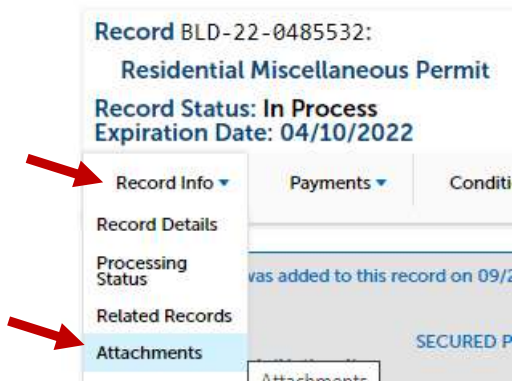 Record BLD-22-0485532:
Residential Miscellaneous Permit
Record Status: In Process
Expiration Date: 04/10/2022
Record Info Payments Conditi
Record Details
Processing
Status
was added to this record on 09/2
Related Records
SECURED P
Attachments
Attachments